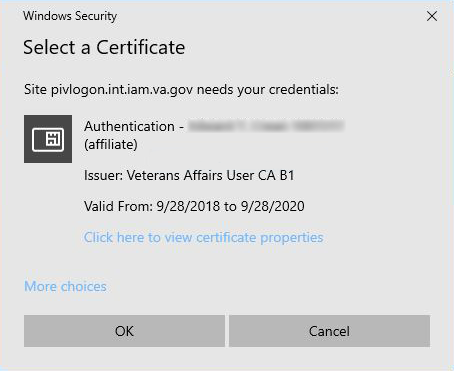 Windows Security
Select a Certificate
Site pivlogon.int.iam.va.gov needs your credentials:
Authentication -
(affiliate)
Issuer: Veterans Affairs User CA B1
Valid From: 9/28/2018 to 9/28/2020
Click here to view certificate properties
More choices
OK
Cancel